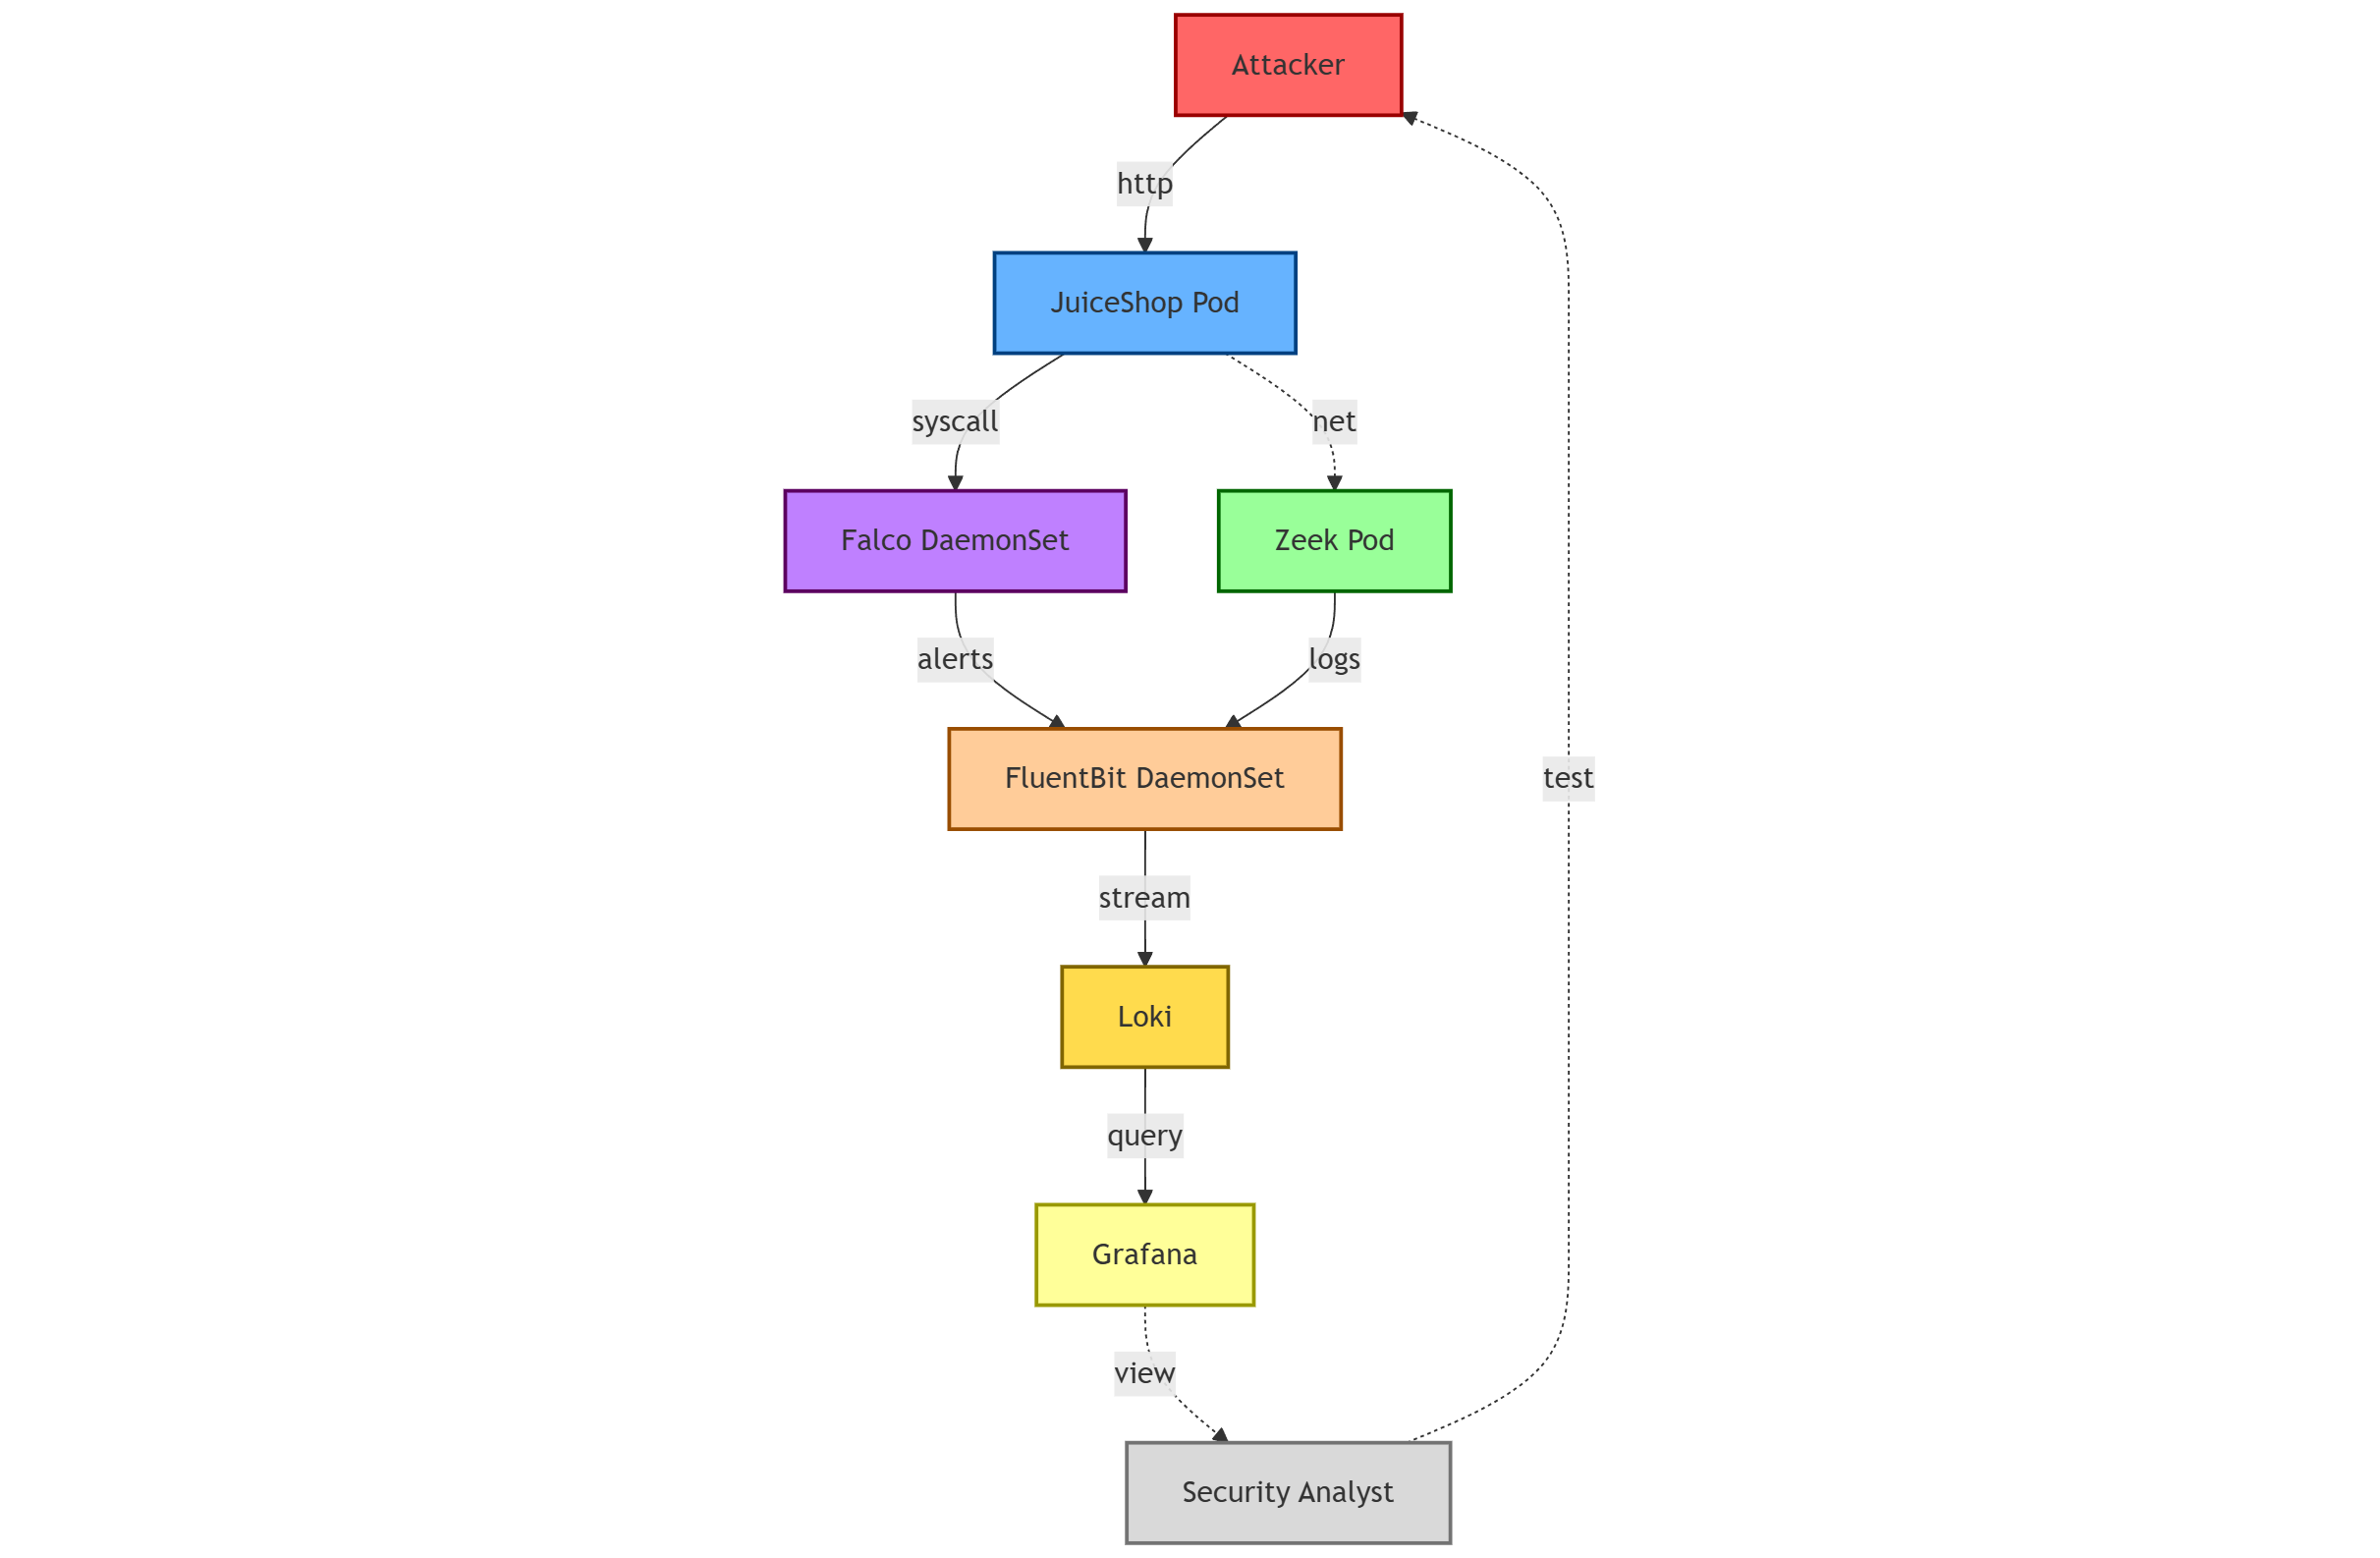 Attacker
http
JuiceShop Pod
syscall
net
Falco DaemonSet
Zeek Pod
alerts
logs
FluentBit DaemonSet
test
stream
Loki
query
Grafana
view
Security Analyst